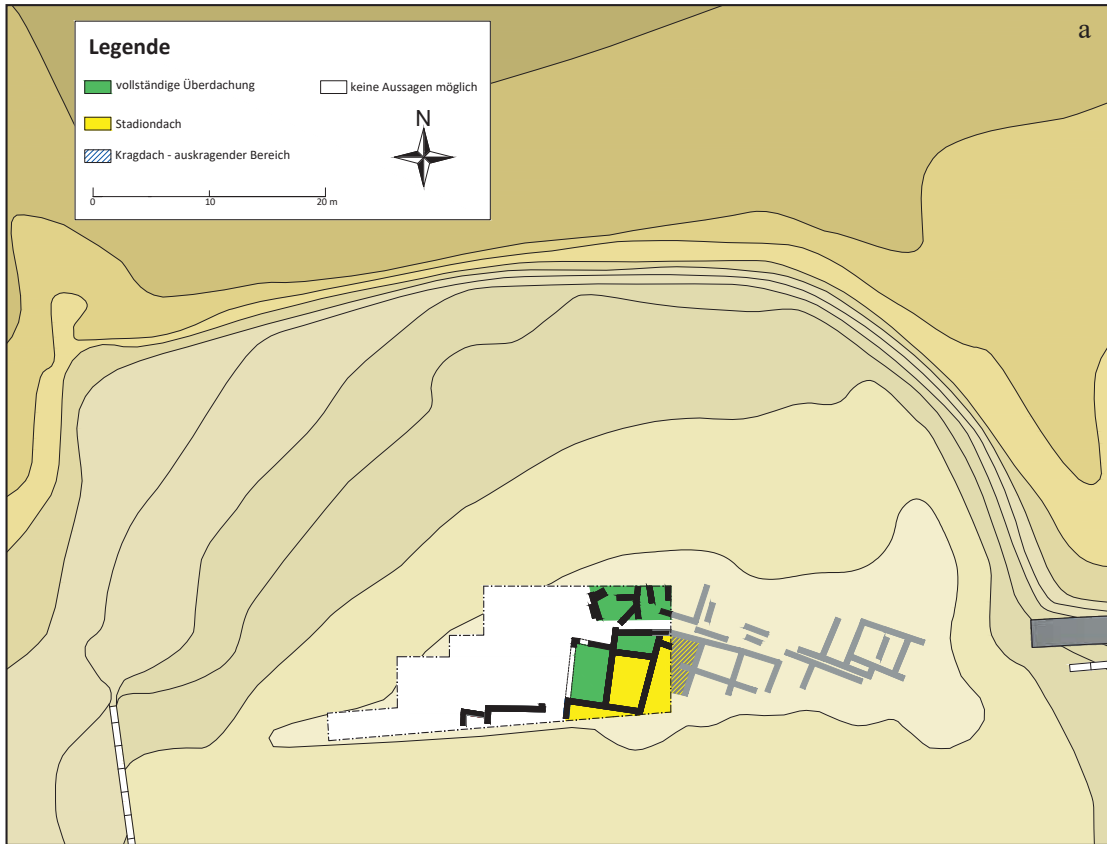 a
Legende
vollständige Überdachung
keine Aussagen möglich
Stadiondach
N
Kragdach - auskragender Bereich
0 10 20 m